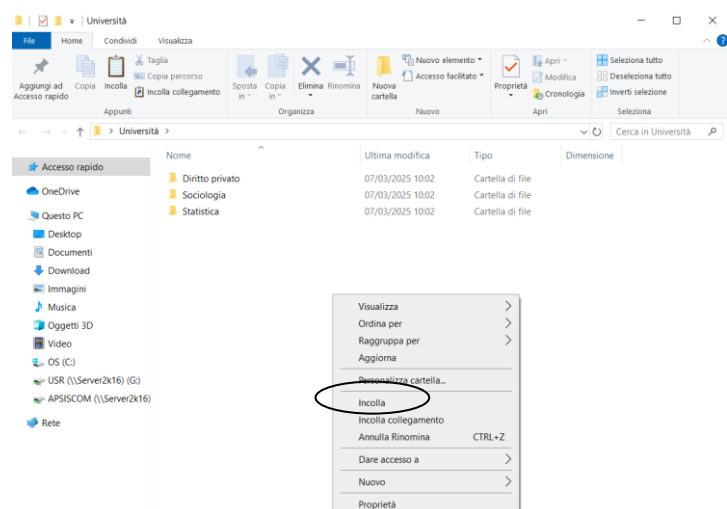 Università
File Home Condividi Visualizza
Aggiungi ad Accesso rapido
Copia
Incolla
Taglia
Copia percorso
Incolla collegamento
Appunti
Sposta in
Copia in
Elimina
Rinomina
Organizza
Nuova cartella
Nuovo elemento
Accesso facilitato
Nuovo
Proprietà
Apri
Modifica
Cronologia
Apri
Seleziona tutto
Deseleziona tutto
Inverti selezione
Seleziona
Università
Cerca in Università
Nome Ultima modifica Tipo Dimensione
Diritto privato 07/03/2025 10:02 Cartella di file
Sociologia 07/03/2025 10:02 Cartella di file
Statistica 07/03/2025 10:02 Cartella di file
Accesso rapido
OneDrive
Questo PC
Desktop
Documenti
Download
Immagini
Musica
Oggetti 3D
Video
OS (C:)
USR (\\Server2k16) (G:)
APSISCOM (\\Server2k16)
Rete
Visualizza
Ordina per
Raggruppa per
Aggiorna
Personalizza cartella...
Incolla
Incolla collegamento
Annulla Rinomina CTRL+Z
Dare accesso a
Nuovo
Proprietà